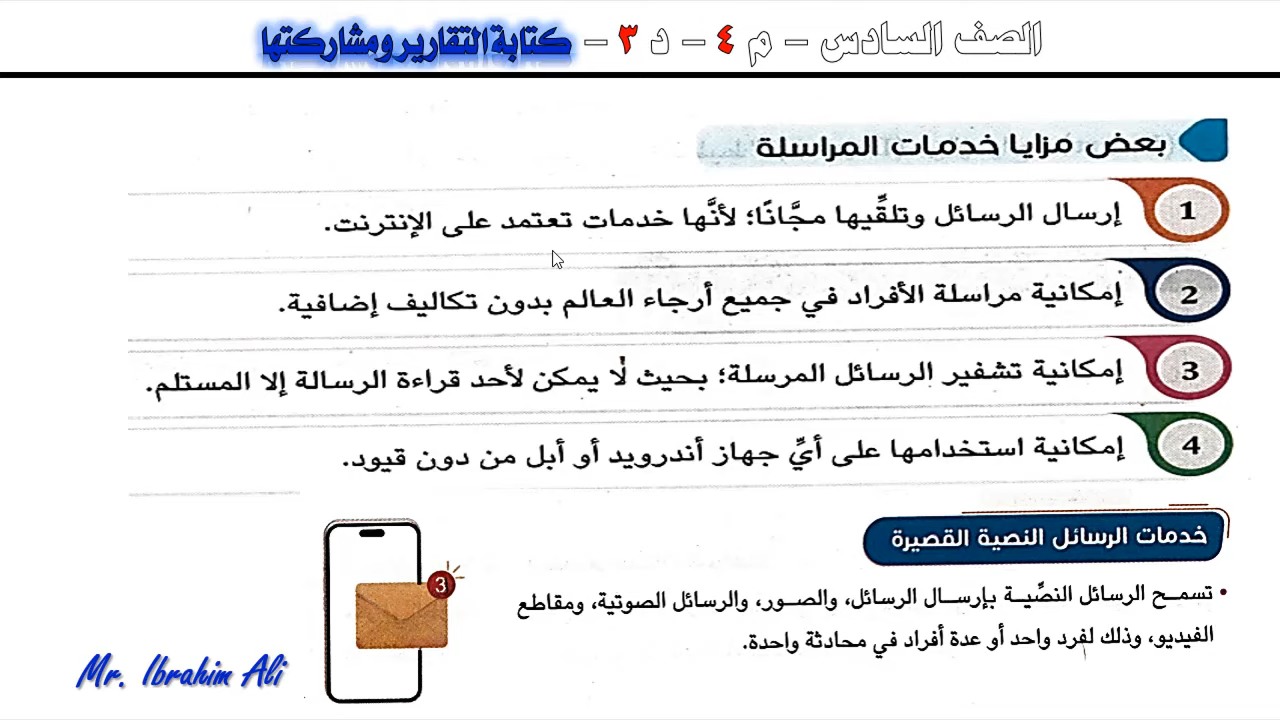 الصف السادس – م ٤ – د ٣ – كتابة التقارير ومشاركتها
بعض مزايا خدمات المراسلة
1 إرسال الرسائل وتلقِّيها مجَّانًا؛ لأنَّها خدمات تعتمد على الإنترنت.
2 إمكانية مراسلة الأفراد في جميع أرجاء العالم بدون تكاليف إضافية.
3 إمكانية تشفير الرسائل المرسلة؛ بحيث لا يمكن لأحد قراءة الرسالة إلا المستلم.
4 إمكانية استخدامها على أيِّ جهاز أندرويد أو أبل من دون قيود.
خدمات الرسائل النصية القصيرة
• تسمــح الرسائل النصِّيــة بإرســال الرسائل، والصــور، والرسائل الصوتية، ومقاطع
الفيديو، وذلك لفرد واحد أو عدة أفراد في محادثة واحدة.
3
Mr. Ibrahim Ali